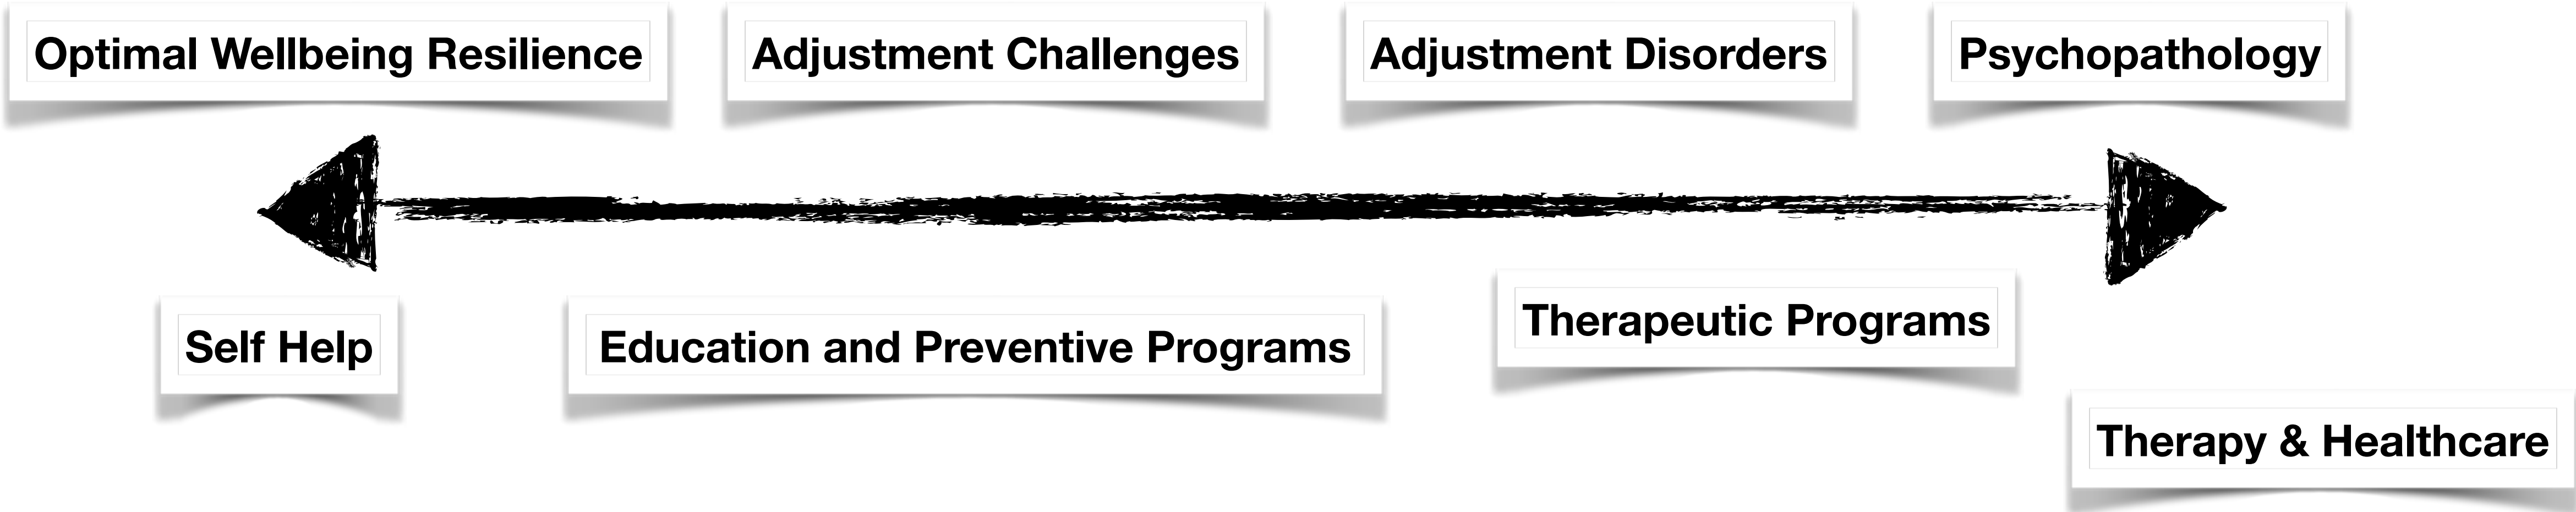 Optimal Wellbeing Resilience
Adjustment Challenges
Adjustment Disorders
Psychopathology
Self Help
Education and Preventive Programs
Therapeutic Programs
Therapy & Healthcare